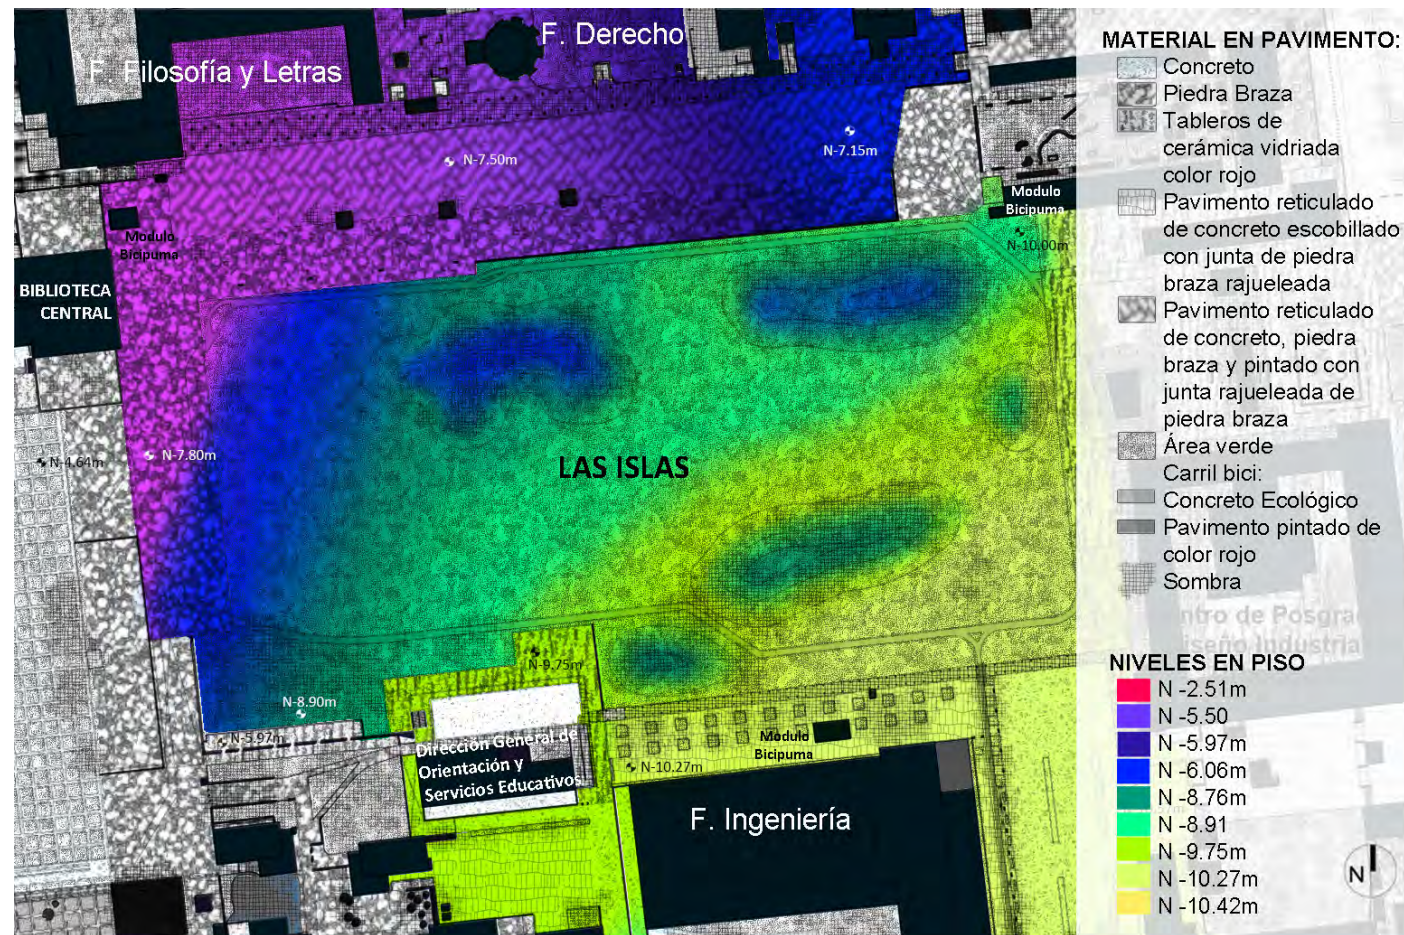 F. Filosofía y Letras
F. Derecho
N-7.50m
N-7.15m
Modulo
Bicipuma
N-10.00m
Modulo
Bicipuma
BIBLIOTECA
CENTRAL
N-4.64m
N-7.80m
LAS ISLAS
N-9.75m
N-8.90m
N-5.97m
Dirección General de
Orientación y
Servicios Educativos
Modulo
Bicipuma
N-10.27m
F. Ingeniería
MATERIAL EN PAVIMENTO:
Concreto
Piedra Braza
Tableros de
cerámica vidriada
color rojo
Pavimento reticulado
de concreto escobillado
con junta de piedra
braza rajueleada
Pavimento reticulado
de concreto, piedra
braza y pintado con
junta rajueleada de
piedra braza
Área verde
Carril bici:
Concreto Ecológico
Pavimento pintado de
color rojo
Sombra
ntro de Posgra
iseño Industria
NIVELES EN PISO
N -2.51m
N -5.50
N -5.97m
N -6.06m
N -8.76m
N -8.91
N -9.75m
N -10.27m
N -10.42m
N